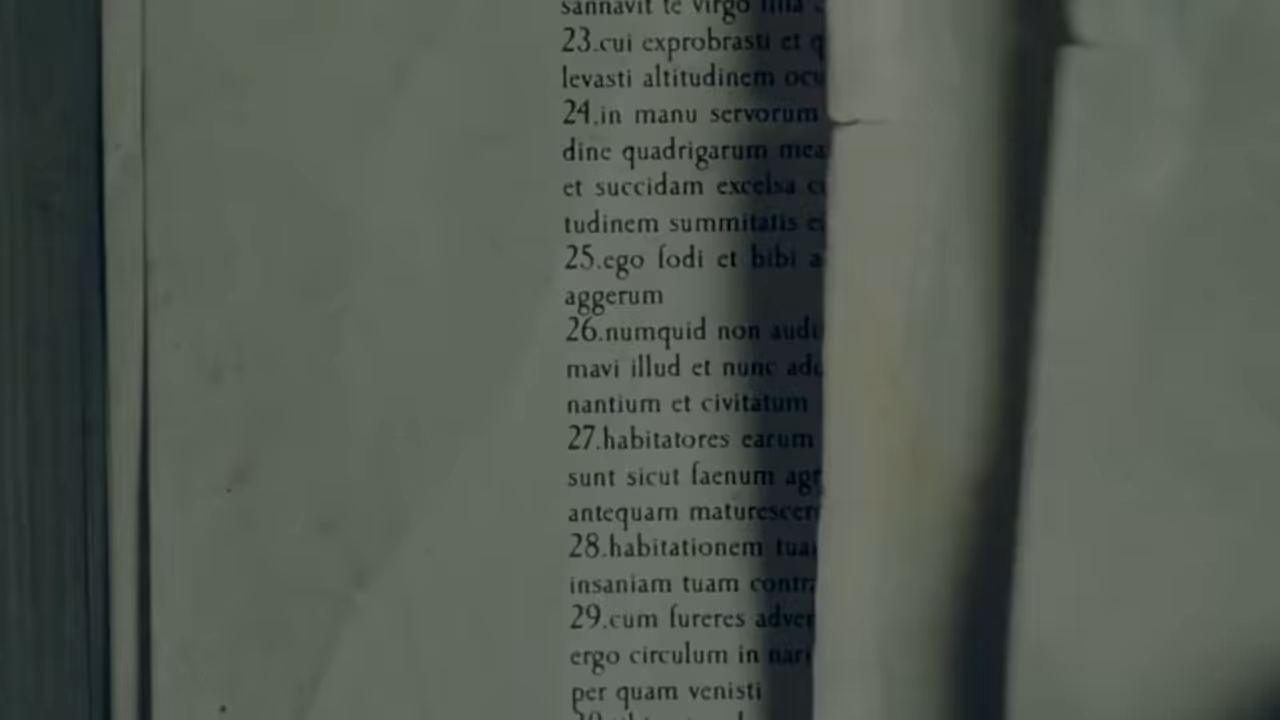 sannavit te virgo
23.cui exprobrasti et
levasti altitudinem
24.in manu servorum
dine quadrigarum
et succidam excelsa
tudinem summitatis
25.ego fodi et bibi
aggerum
26.numquid non
mavi illud et nunc
nantium et civitatum
27.habitatores earum
sunt sicut faenum
antequam
28.habitationem
insaniam tuam
29.cum fureres
ergo circulum in
per quam venisti